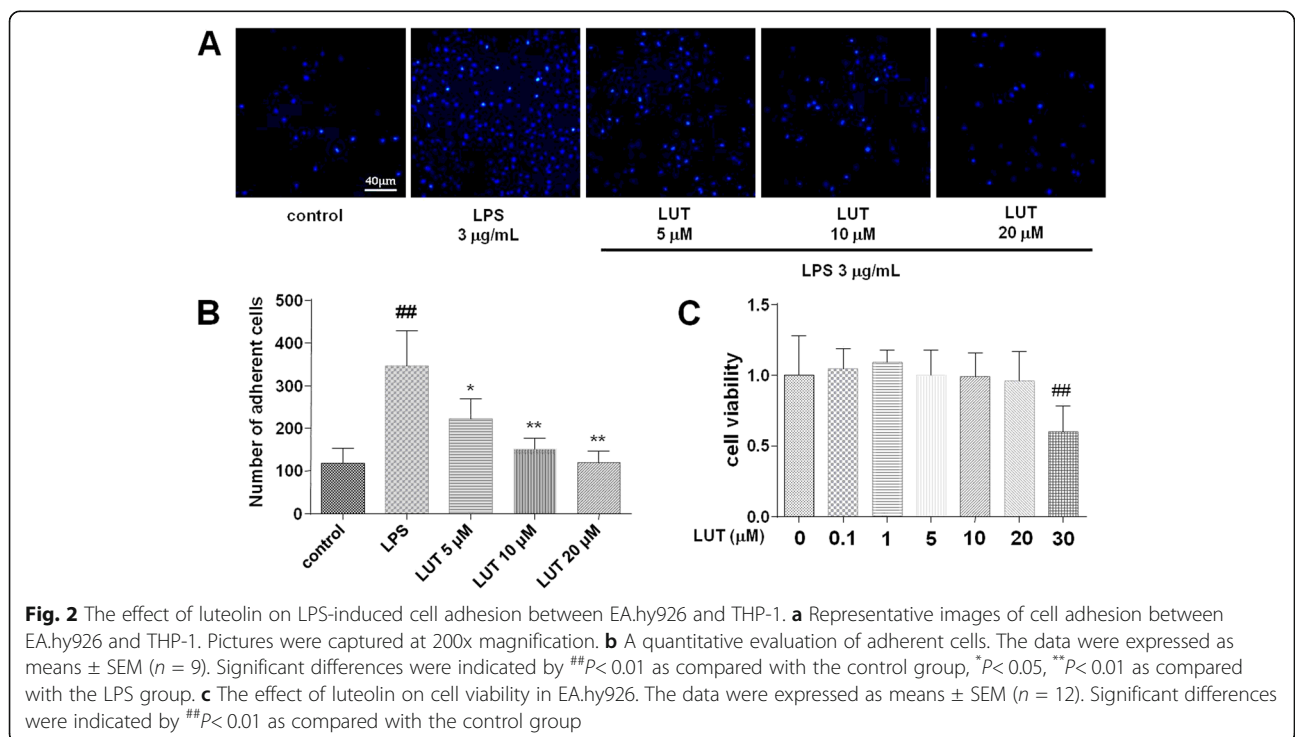 A
40μm
control
LPS
3 μg/mL
LUT
5 μM
LUT
10 μM
LUT
20 μM
LPS 3 μg/mL
B
Number of adherent cells
500
400
300
200
100
0
##
*
**
**
control
LPS
LUT 5 μM
LUT 10 μM
LUT 20 μM
C
cell viability
1.5
1.0
0.5
0.0
##
LUT (μM) 0 0.1 1 5 10 20 30
Fig. 2 The effect of luteolin on LPS-induced cell adhesion between EA.hy926 and THP-1. a Representative images of cell adhesion between
EA.hy926 and THP-1. Pictures were captured at 200x magnification. b A quantitative evaluation of adherent cells. The data were expressed as
means ± SEM (n = 9). Significant differences were indicated by ##P< 0.01 as compared with the control group, *P< 0.05, **P< 0.01 as compared
with the LPS group. c The effect of luteolin on cell viability in EA.hy926. The data were expressed as means ± SEM (n = 12). Significant differences
were indicated by ##P< 0.01 as compared with the control group